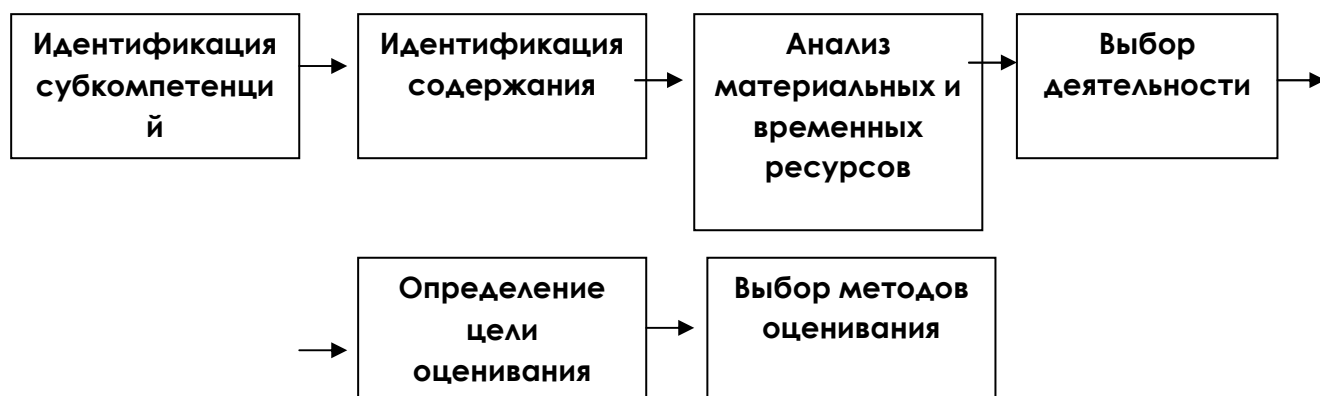 Идентификация
субкомпетенци
й
Идентификация
содержания
Анализ
материальных и
временных
ресурсов
Выбор
деятельности
Определение
цели
оценивания
Выбор методов
оценивания